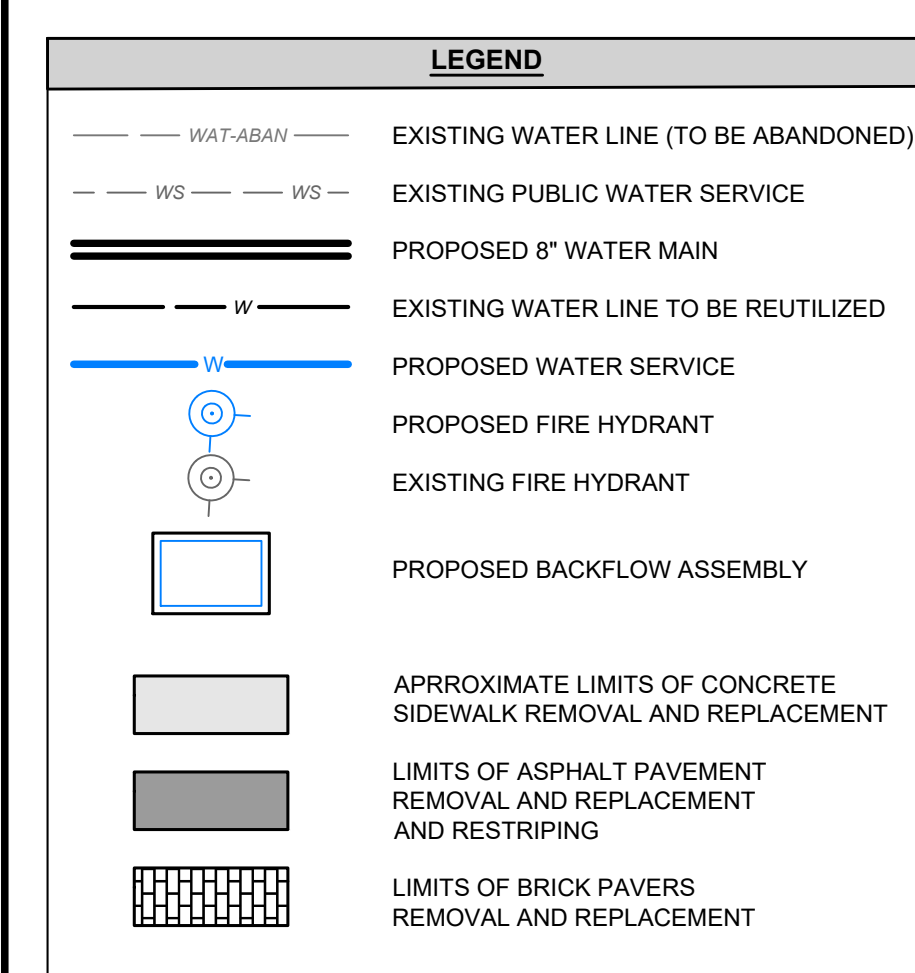 LEGEND
WAT-ABAN EXISTING WATER LINE (TO BE ABANDONED)
WS WS EXISTING PUBLIC WATER SERVICE
PROPOSED 8" WATER MAIN
W EXISTING WATER LINE TO BE REUTILIZED
W PROPOSED WATER SERVICE
PROPOSED FIRE HYDRANT
EXISTING FIRE HYDRANT
PROPOSED BACKFLOW ASSEMBLY
APRROXIMATE LIMITS OF CONCRETE
SIDEWALK REMOVAL AND REPLACEMENT
LIMITS OF ASPHALT PAVEMENT
REMOVAL AND REPLACEMENT
AND RESTRIPING
LIMITS OF BRICK PAVERS
REMOVAL AND REPLACEMENT